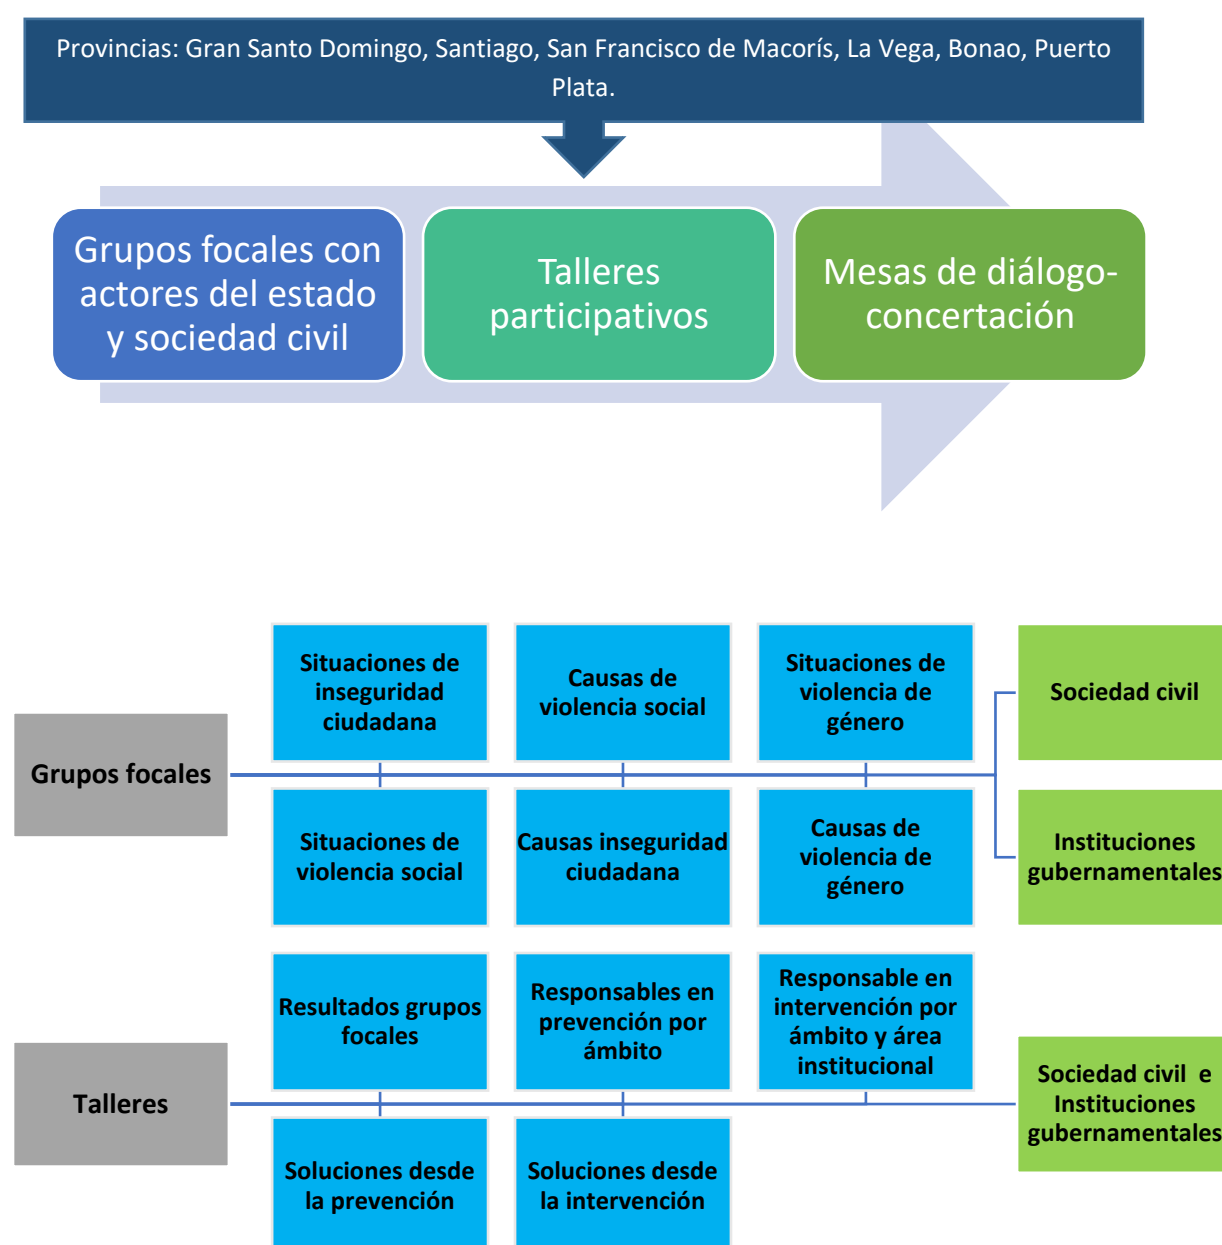 Provincias: Gran Santo Domingo, Santiago, San Francisco de Macorís, La Vega, Bonao, Puerto
Plata.
Grupos focales con
actores del estado
y sociedad civil
Talleres
participativos
Mesas de diálogo-
concertación
Situaciones de
inseguridad
ciudadana
Causas de
violencia social
Situaciones de
violencia de
género
Sociedad civil
Grupos focales
Situaciones de
violencia social
Causas inseguridad
ciudadana
Causas de
violencia de
género
Instituciones
gubernamentales
Resultados grupos
focales
Responsables en
prevención por
ámbito
Responsable en
intervención por
ámbito y área
institucional
Talleres
Sociedad civil e
Instituciones
gubernamentales
Soluciones desde
la prevención
Soluciones desde
la intervención